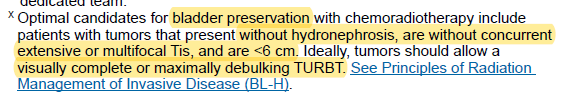 dedicated team.
x Optimal candidates for bladder preservation with chemoradiotherapy include
patients with tumors that present without hydronephrosis, are without concurrent
extensive or multifocal Tis, and are <6 cm. Ideally, tumors should allow a
visually complete or maximally debulking TURBT. See Principles of Radiation
Management of Invasive Disease (BL-H).